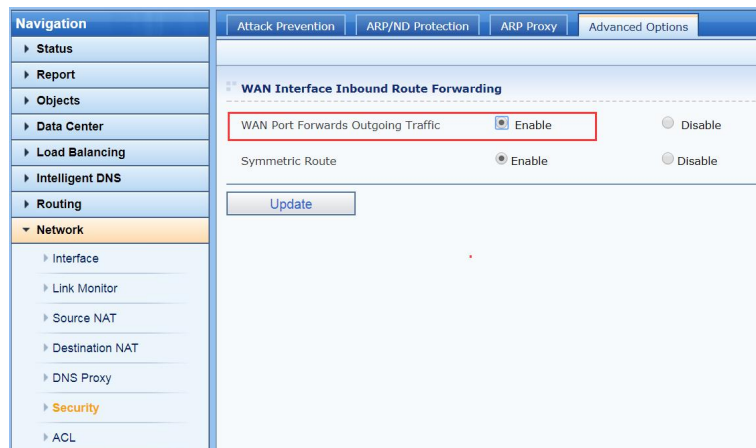 Navigation
Status
Report
Objects
Data Center
Load Balancing
Intelligent DNS
Routing
Network
Interface
Link Monitor
Source NAT
Destination NAT
DNS Proxy
Security
ACL
Attack Prevention ARP/ND Protection ARP Proxy Advanced Options
WAN Interface Inbound Route Forwarding
WAN Port Forwards Outgoing Traffic Enable Disable
Symmetric Route Enable Disable
Update